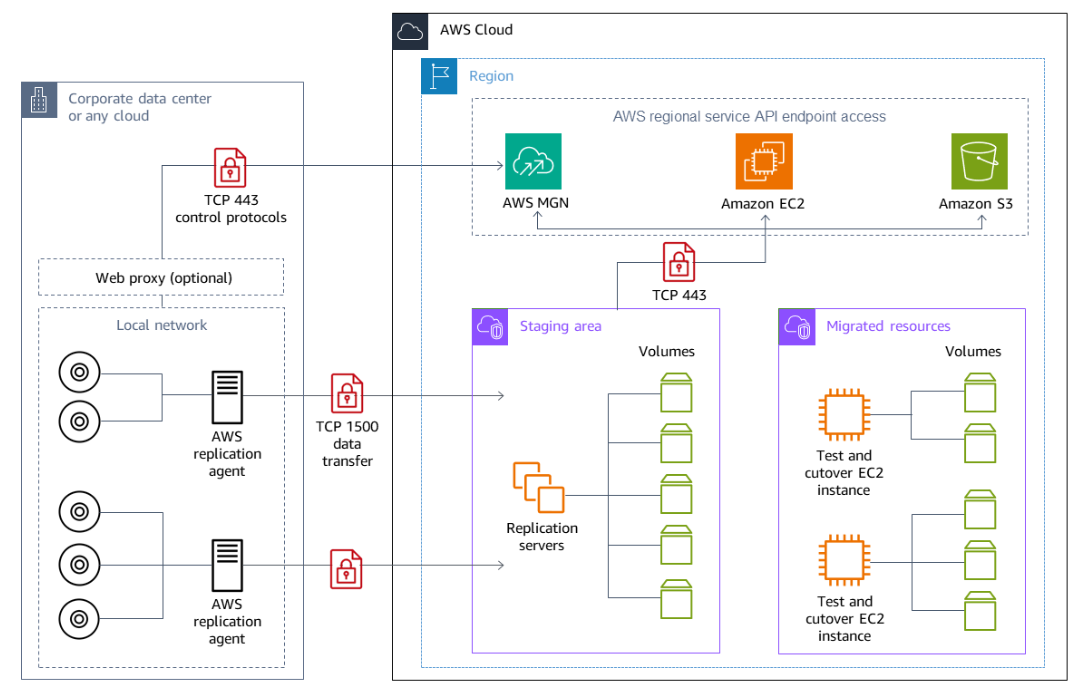 AWS Cloud
Region
Corporate data center
or any cloud
AWS regional service API endpoint access
TCP 443
control protocols
AWS MGN
Amazon EC2
Amazon S3
Web proxy (optional)
TCP 443
Local network
Staging area
Migrated resources
Volumes
Volumes
AWS
replication
agent
TCP 1500
data
transfer
Test and
cutover EC2
instance
Replication
servers
AWS
replication
agent
Test and
cutover EC2
instance